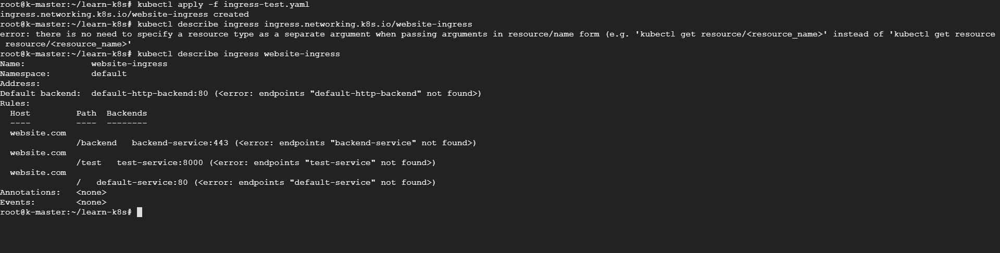 root@k-master:~/learn-k8s# kubectl apply -f ingress-test.yaml
ingress.networking.k8s.io/website-ingress created
root@k-master:~/learn-k8s# kubectl describe ingress ingress.networking.k8s.io/website-ingress
error: there is no need to specify a resource type as a separate argument when passing arguments in resource/name form (e.g. 'kubectl get resource/<resource_name>' instead of 'kubectl get resource
 resource/<resource_name>'
root@k-master:~/learn-k8s# kubectl describe ingress website-ingress
Name:             website-ingress
Namespace:        default
Address:
Default backend:  default-http-backend:80 (<error: endpoints "default-http-backend" not found>)
Rules:
  Host         Path  Backends
  ----         ----  --------
  website.com
               /backend   backend-service:443 (<error: endpoints "backend-service" not found>)
  website.com
               /test   test-service:8000 (<error: endpoints "test-service" not found>)
  website.com
               /   default-service:80 (<error: endpoints "default-service" not found>)
Annotations:   <none>
Events:        <none>
root@k-master:~/learn-k8s#